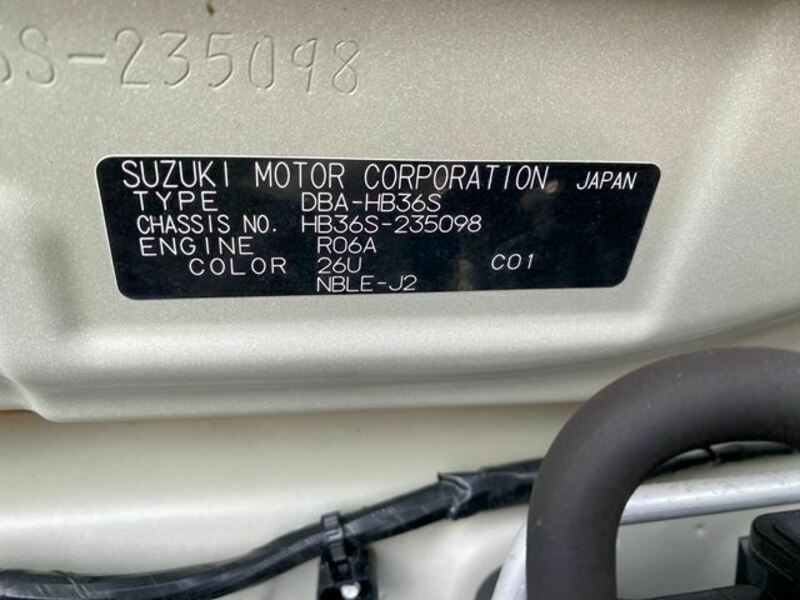 S-235098
SUZUKI MOTOR CORPORATION JAPAN
TYPE DBA-HB36S
CHASSIS NO. HB36S-235098
ENGINE R06A
COLOR 26U C01
NBLE-J2